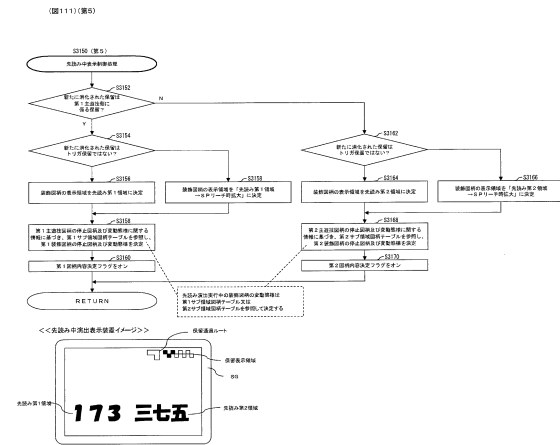 (図111)(第5)
S3150(第5)
先読み中表示制御処理
S3152
新たに消化された保留は
第1主遊技側に
係る保留?
N
Y
S3154
新たに消化された保留は
トリガ保留ではない?
S3162
新たに消化された保留は
トリガ保留ではない?
S3156
装飾図柄の表示領域を先読み第1領域に決定
S3158
装飾図柄の表示領域を「先読み第1領域
→SPリーチ時拡大」に決定
S3164
装飾図柄の表示領域を先読み第2領域に決定
S3166
装飾図柄の表示領域を「先読み第2領域
→SPリーチ時拡大」に決定
S3158
第1主遊技図柄の停止図柄及び変動態様に関する
情報に基づき、第1サブ領域図柄テーブルを参照し、
第1装飾図柄の停止図柄及び変動態様を決定
S3168
第2主遊技図柄の停止図柄及び変動態様に関する
情報に基づき、第2サブ領域図柄テーブルを参照し、
第2装飾図柄の停止図柄及び変動態様を決定
S3160
第1図柄内容決定フラグをオン
S3170
第2図柄内容決定フラグをオン
RETURN
先読み演出実行中の装飾図柄の変動態様は
第1サブ領域図柄テーブル又は
第2サブ領域図柄テーブルを参照して決定する
<<先読み中演出表示装置イメージ>>
保留通過ルート
保留表示領域
SG
先読み第1領域
173 三七五
先読み第2領域